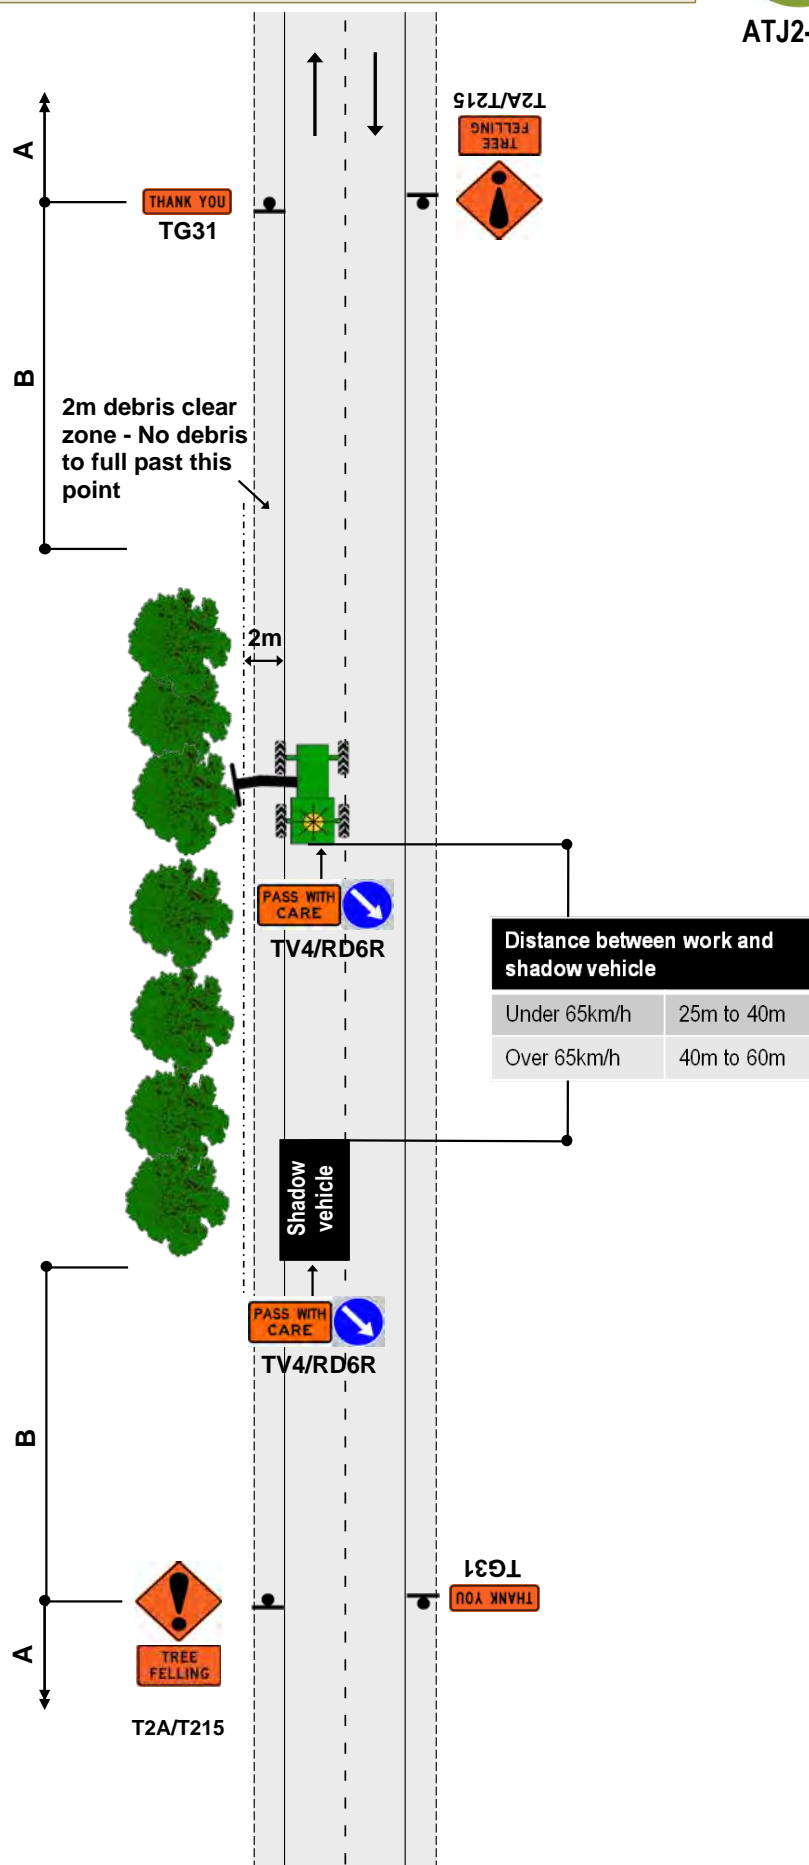 ATJ2-
T2A/T215
TREE
FELLING
A
THANK YOU
TG31
B
2m debris clear
zone - No debris
to full past this
point
2m
PASS WITH
CARE
TV4/RD6R
Distance between work and
shadow vehicle
Under 65km/h 25m to 40m
Over 65km/h 40m to 60m
Shadow
vehicle
PASS WITH
CARE
TV4/RD6R
B
TG31
THANK YOU
A
TREE
FELLING
T2A/T215